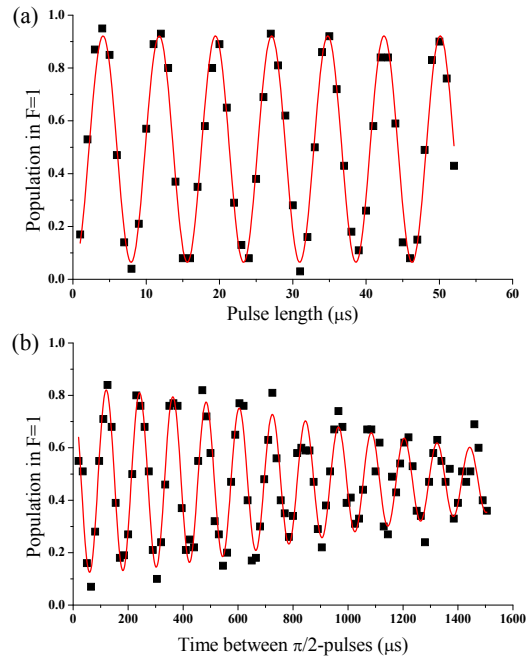 (a)
1.0
0.8
0.6
0.4
0.2
0.0
Population in F=1
0 10 20 30 40 50 60
Pulse length (μs)
(b)
1.0
0.8
0.6
0.4
0.2
0.0
Population in F=1
0 200 400 600 800 1000 1200 1400 1600
Time between π/2-pulses (μs)